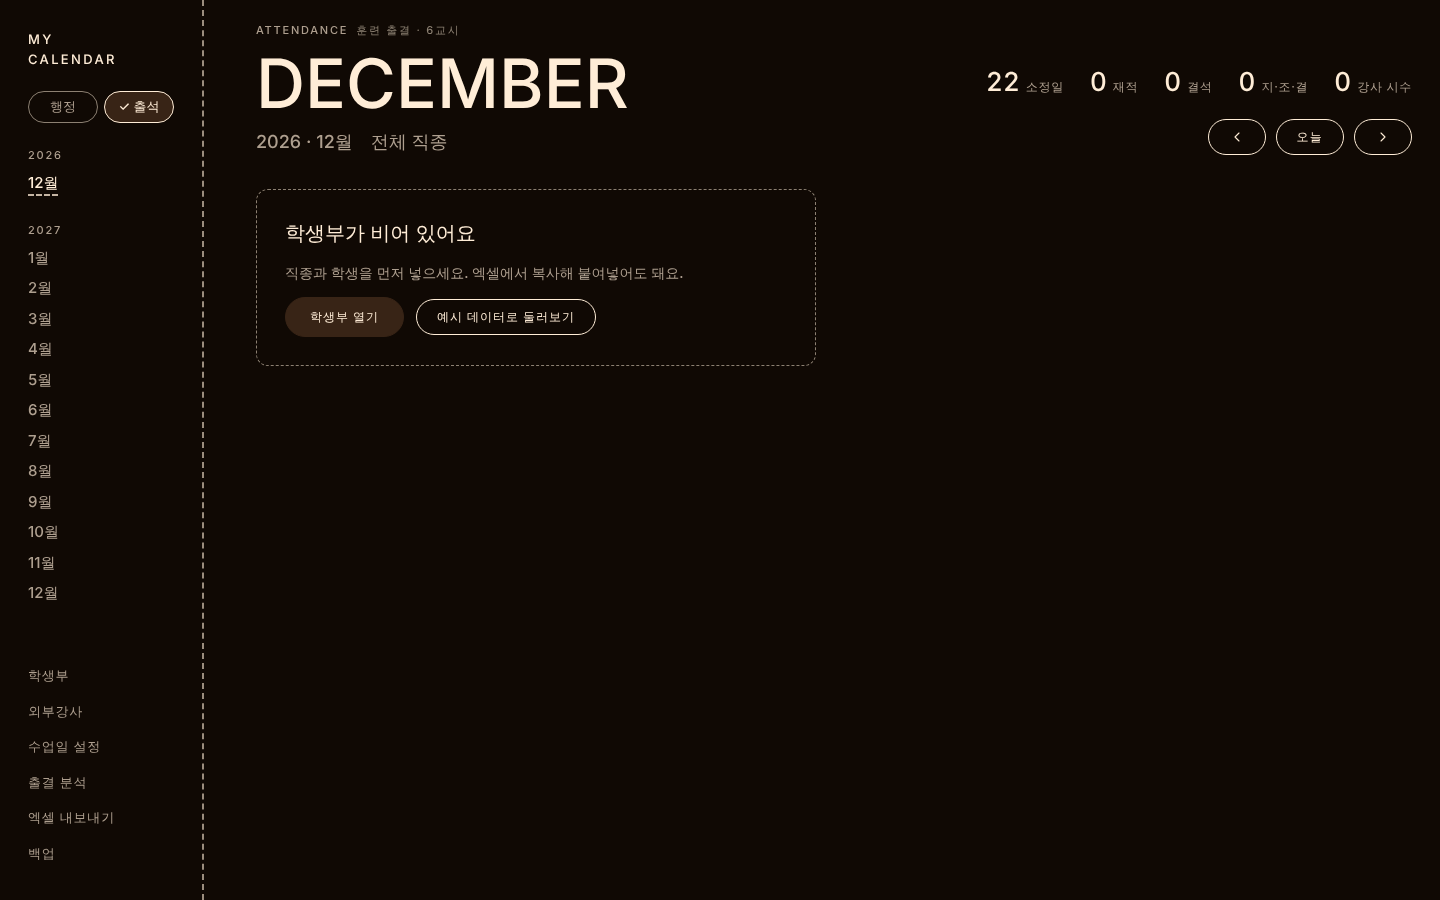 MY
CALENDAR
행정 ✓ 출석
2026
12월
2027
1월
2월
3월
4월
5월
6월
7월
8월
9월
10월
11월
12월
학생부
외부강사
수업일 설정
출결 분석
엑셀 내보내기
백업
ATTENDANCE 훈련 출결 · 6교시
DECEMBER
2026 · 12월 전체 직종
22 소정일 0 재적 0 결석 0 지·조·결 0 강사 시수
오늘
학생부가 비어 있어요
직종과 학생을 먼저 넣으세요. 엑셀에서 복사해 붙여넣어도 돼요.
학생부 열기 예시 데이터로 둘러보기